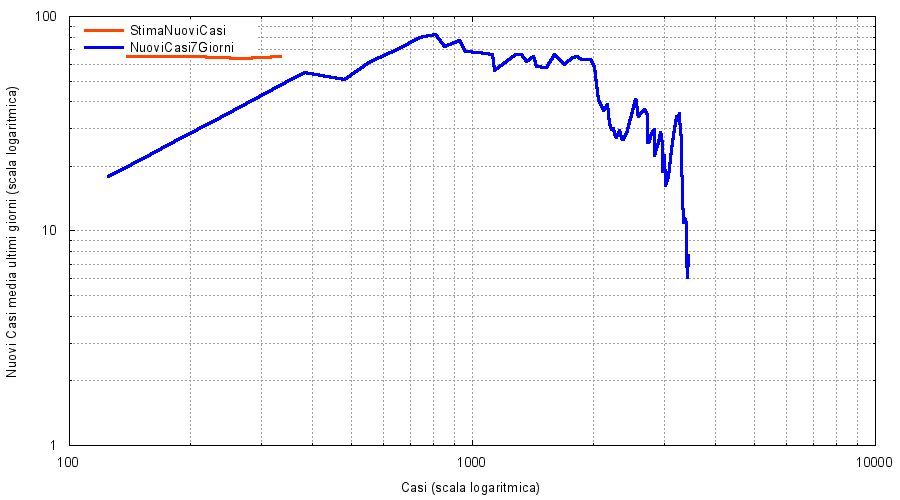 100
StimaNuoviCasi
NuoviCasi7Giorni
10
1
Nuovi Casi media ultimi giorni (scala logaritmica)
100
1000
10000
Casi (scala logaritmica)